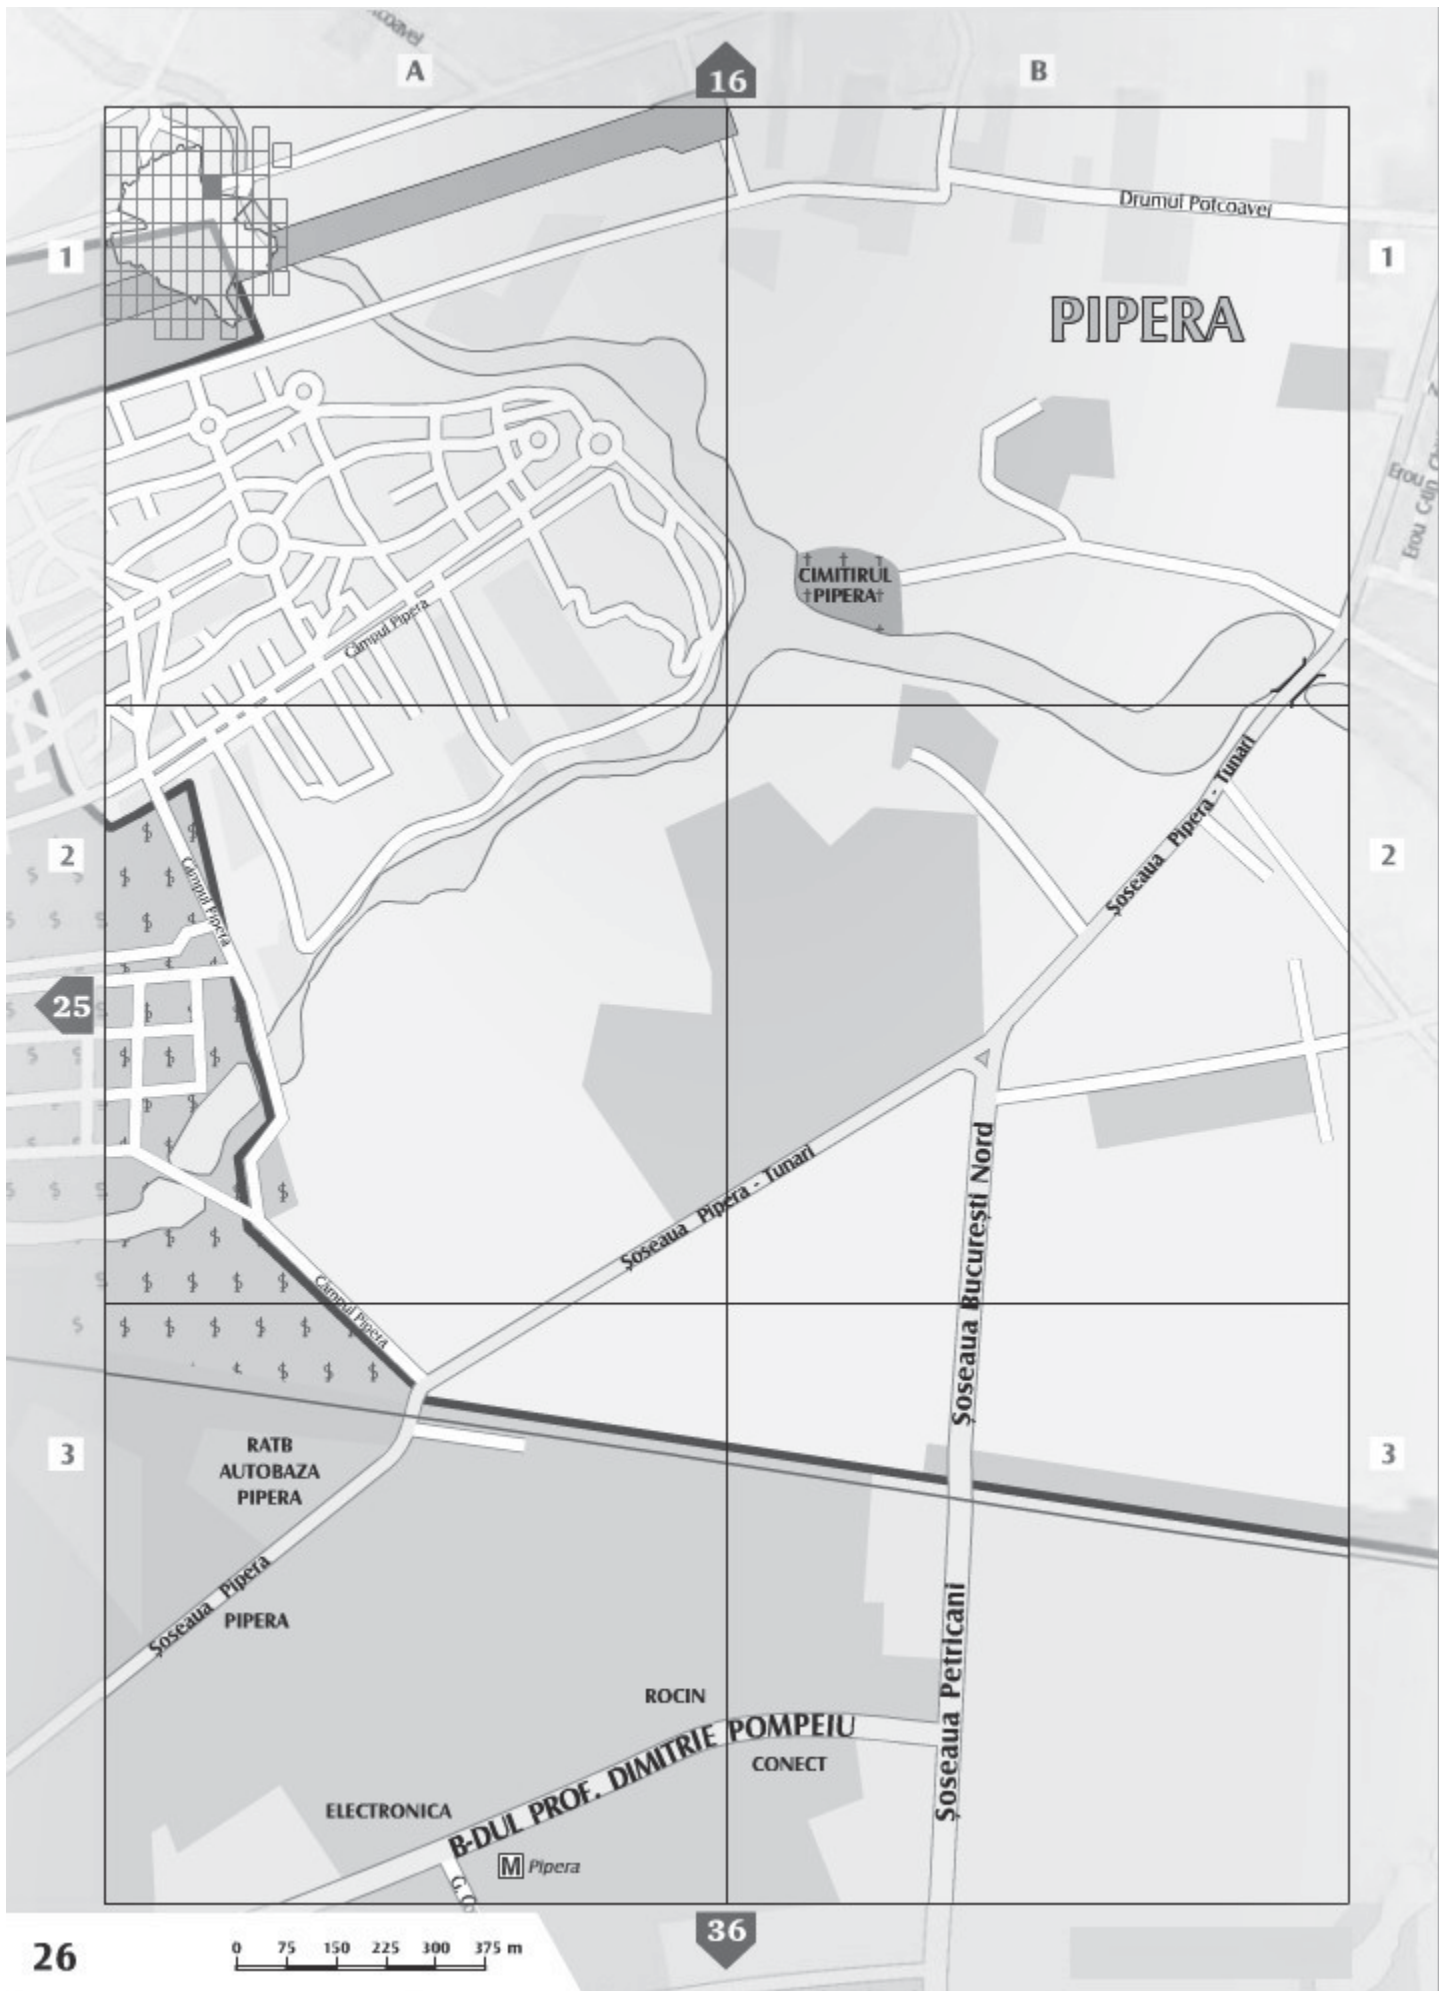 A
16
B
Drumul Potcoavei
1
1
PIPERA
Erou
CIMITIRUL
PIPERA
Câmpul Pipera
Șoseaua Pipera - Tunari
2
2
Câmpul Pipera
25
Șoseaua Pipera - Tunari
Șoseaua București Nord
Câmpul Pipera
3
3
RATB
AUTOBAZA
PIPERA
Șoseaua Pipera
PIPERA
Șoseaua Petricani
ROCIN
B-DUL PROF. DIMITRIE POMPEIU
CONECT
ELECTRONICA
M Pipera
26
0 75 150 225 300 375 m
36